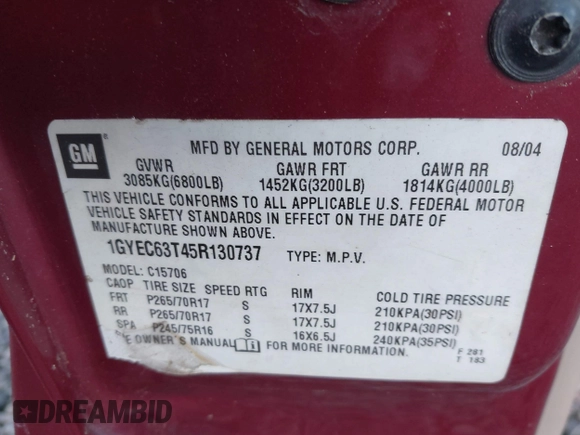 GM
MFD BY GENERAL MOTORS CORP. 08/04
GVWR GAWR FRT GAWR RR
3085KG(6800LB) 1452KG(3200LB) 1814KG(4000LB)
THIS VEHICLE CONFORMS TO ALL APPLICABLE U.S. FEDERAL MOTOR
VEHICLE SAFETY STANDARDS IN EFFECT ON THE DATE OF
MANUFACTURE SHOWN ABOVE.
1GYEC63T45R130737 TYPE: M.P.V.
MODEL: C15706
TIRE SIZE SPEED RTG RIM COLD TIRE PRESSURE
FRT P265/70R17 S 17X7.5J 210KPA(30PSI)
RR P265/70R17 S 17X7.5J 210KPA(30PSI)
SPA P245/75R16 S 16X6.5J 240KPA(35PSI)
OWNER'S MANUAL FOR MORE INFORMATION. F 281
T 183
DREAMBID